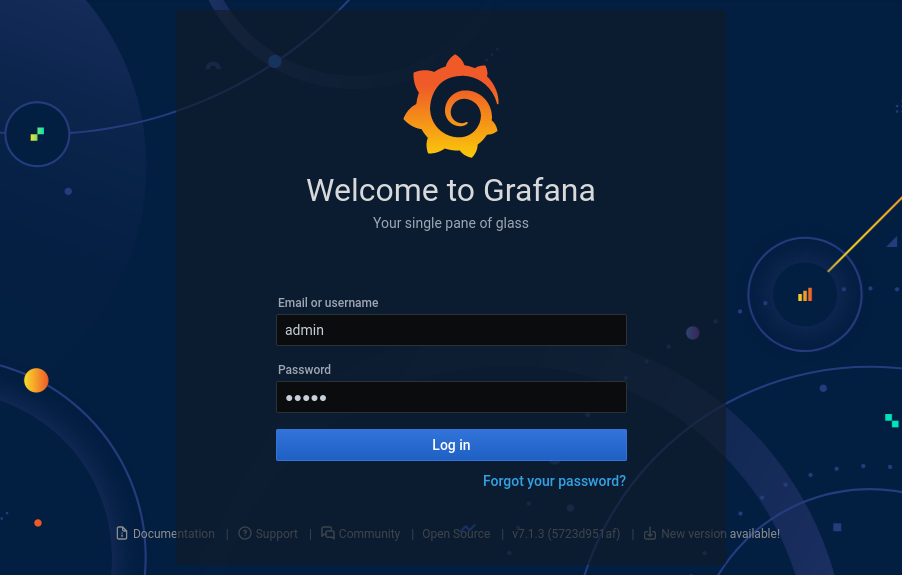 Welcome to Grafana
Your single pane of glass
Email or username
admin
Password
●●●●●
Log in
Forgot your password?
Documentation | Support | Community | Open Source | v7.1.3 (5723d951af) | New version available!